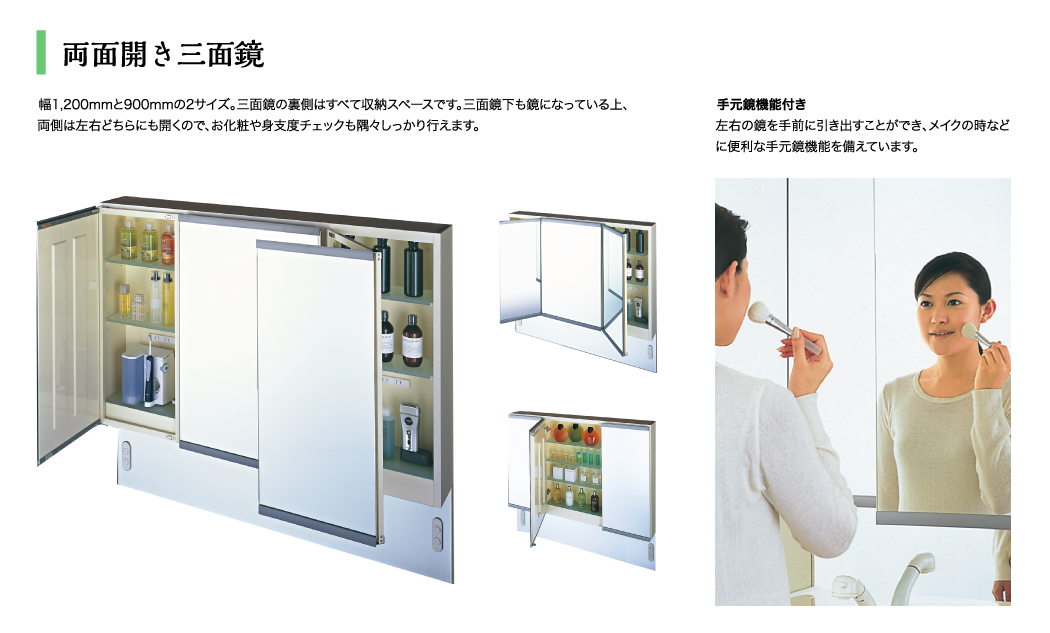 両面開き三面鏡
幅1,200mmと900mmの2サイズ。三面鏡の裏側はすべて収納スペースです。三面鏡下も鏡になっている上、
両側は左右どちらにも開くので、お化粧や身支度チェックも隅々しっかり行えます。
手元鏡機能付き
左右の鏡を手前に引き出すことができ、メイクの時など
に便利な手元鏡機能を備えています。